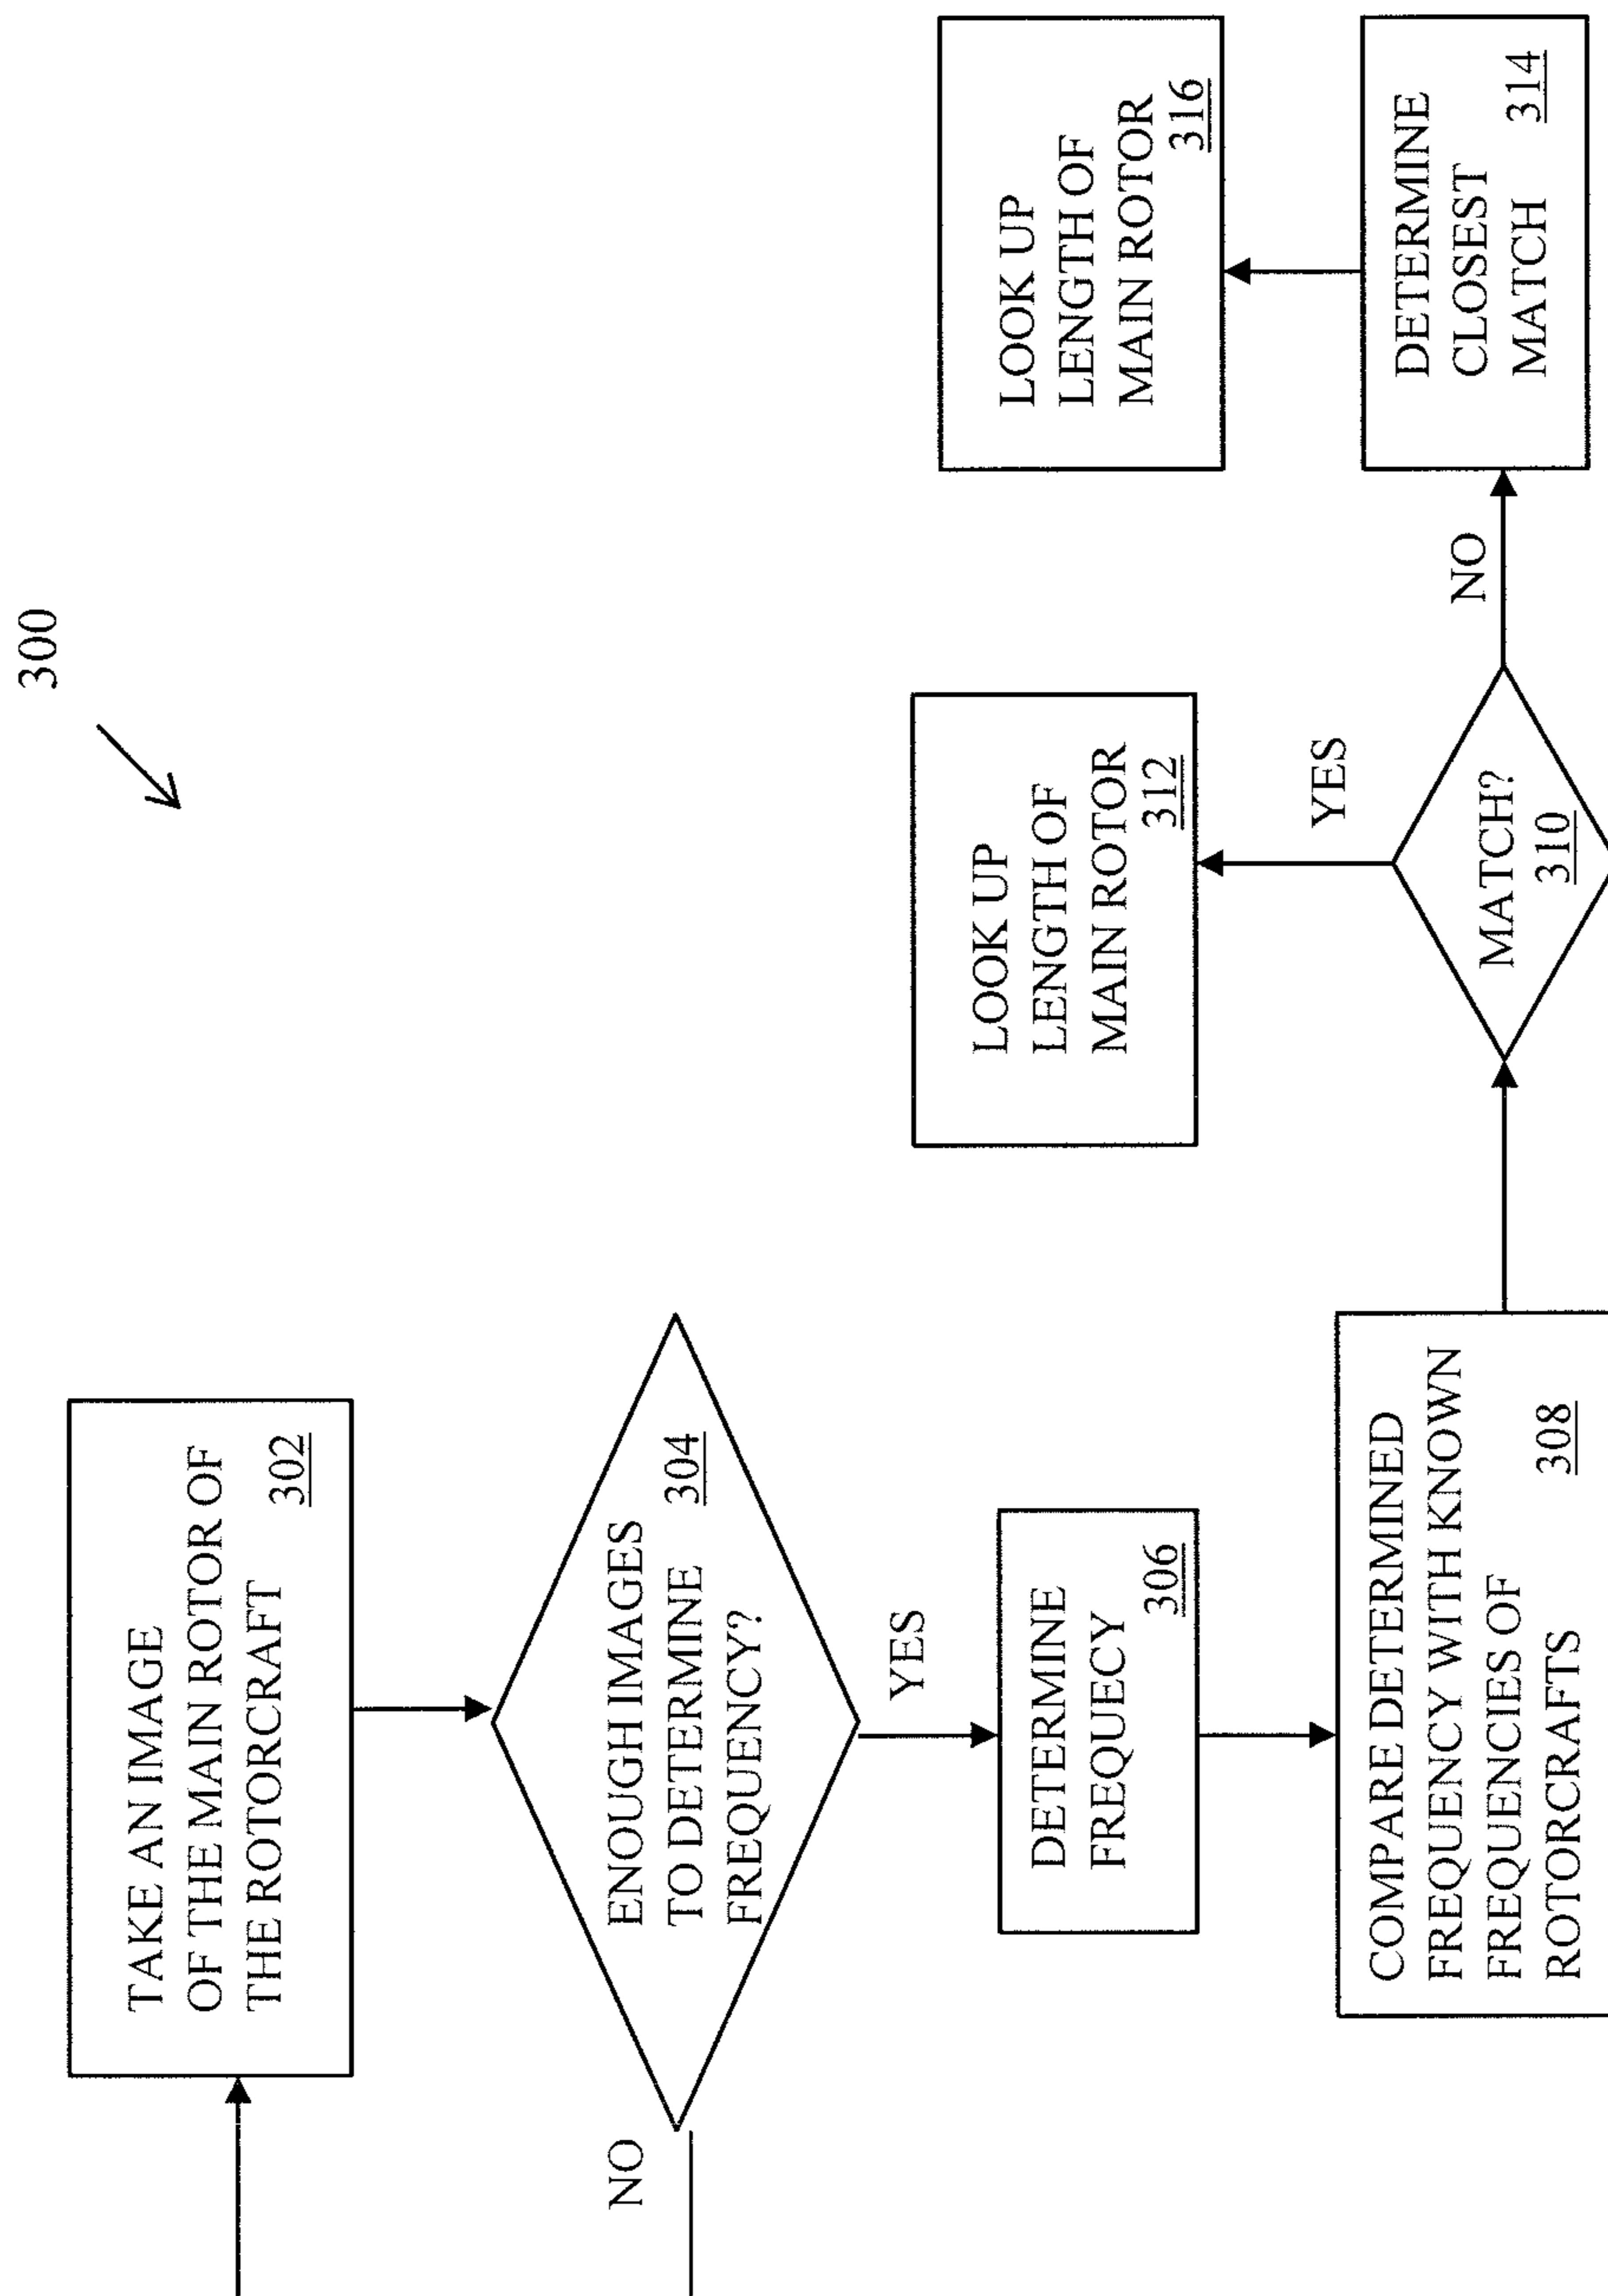 300
TAKE AN IMAGE
OF THE MAIN ROTOR OF
THE ROTORCRAFT
302
ENOUGH IMAGES
TO DETERMINE
304
FREQUENCY?
NO
YES
DETERMINE
FREQUECY
306
COMPARE DETERMINED
FREQUENCY WITH KNOWN
FREQUENCIES OF
ROTORCRAFTS
308
MATCH?
310
YES
LOOK UP
LENGTH OF
MAIN ROTOR
312
NO
DETERMINE
CLOSEST
MATCH
314
LOOK UP
LENGTH OF
MAIN ROTOR
316